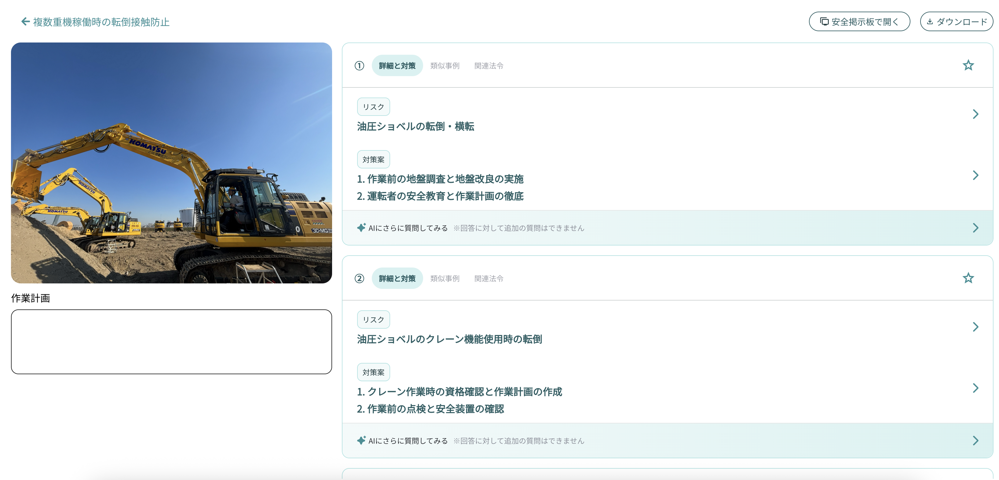 複数重機稼働時の転倒接触防止
安全掲示板で開く
ダウンロード
KOMATSU
2.9t 移動式クレーン
KOMATSU
KOMATSU
3D-MG
作業計画
① 詳細と対策 類似事例 関連法令
リスク
油圧ショベルの転倒・横転
対策案
1. 作業前の地盤調査と地盤改良の実施
2. 運転者の安全教育と作業計画の徹底
AIにさらに質問してみる ※回答に対して追加の質問はできません
② 詳細と対策 類似事例 関連法令
リスク
油圧ショベルのクレーン機能使用時の転倒
対策案
1. クレーン作業時の資格確認と作業計画の作成
2. 作業前の点検と安全装置の確認
AIにさらに質問してみる ※回答に対して追加の質問はできません